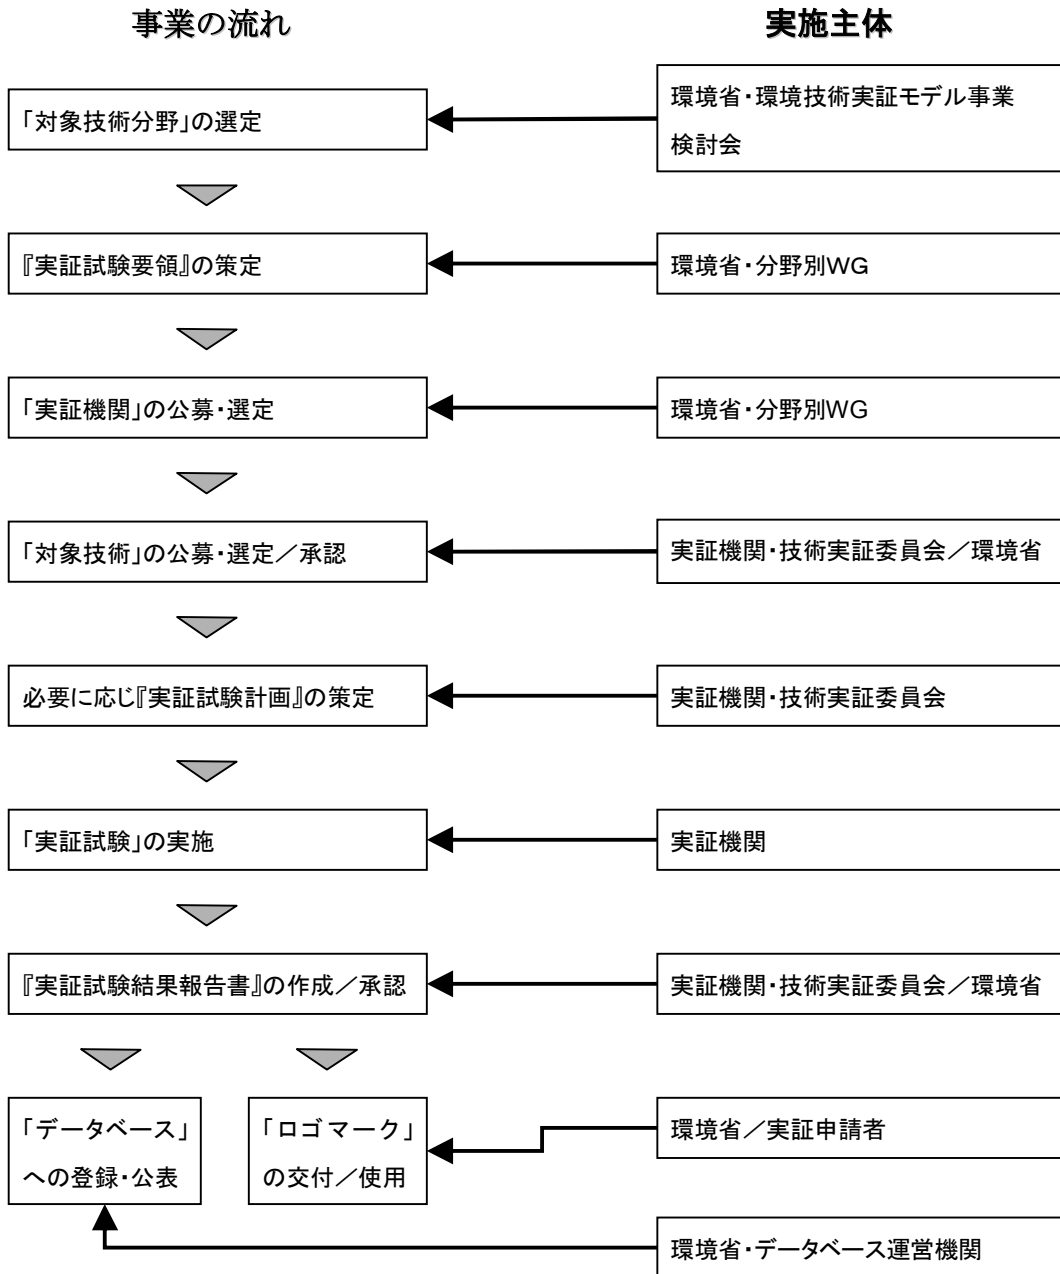 事業の流れ
実施主体
「対象技術分野」の選定
環境省・環境技術実証モデル事業
検討会
『実証試験要領』の策定
環境省・分野別WG
「実証機関」の公募・選定
環境省・分野別WG
「対象技術」の公募・選定／承認
実証機関・技術実証委員会／環境省
必要に応じ『実証試験計画』の策定
実証機関・技術実証委員会
「実証試験」の実施
実証機関
『実証試験結果報告書』の作成／承認
実証機関・技術実証委員会／環境省
「データベース」
への登録・公表
「ロゴマーク」
の交付／使用
環境省／実証申請者
環境省・データベース運営機関